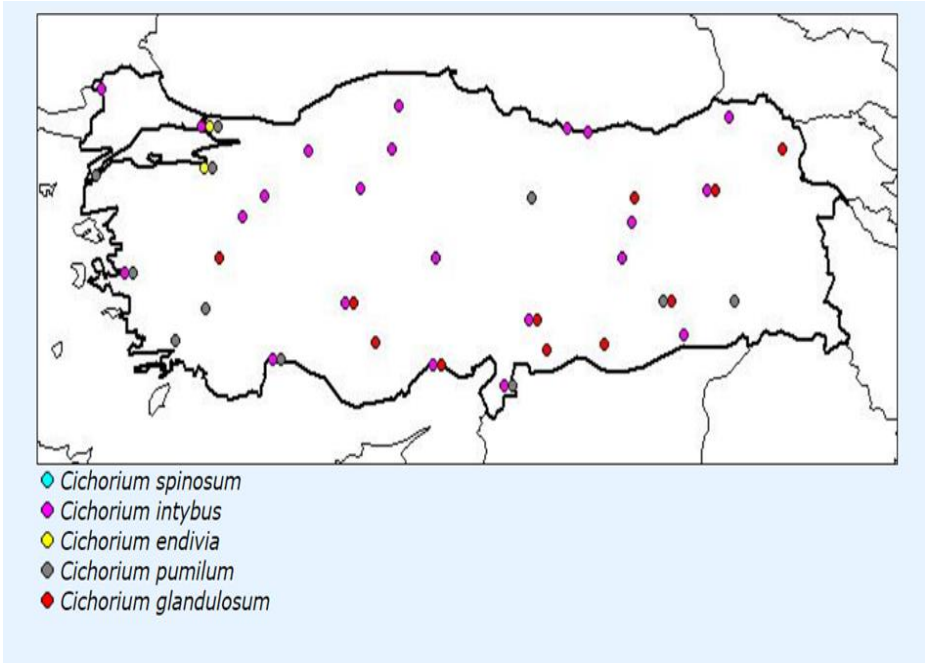 Cichorium spinosum
Cichorium intybus
Cichorium endivia
Cichorium pumilum
Cichorium glandulosum